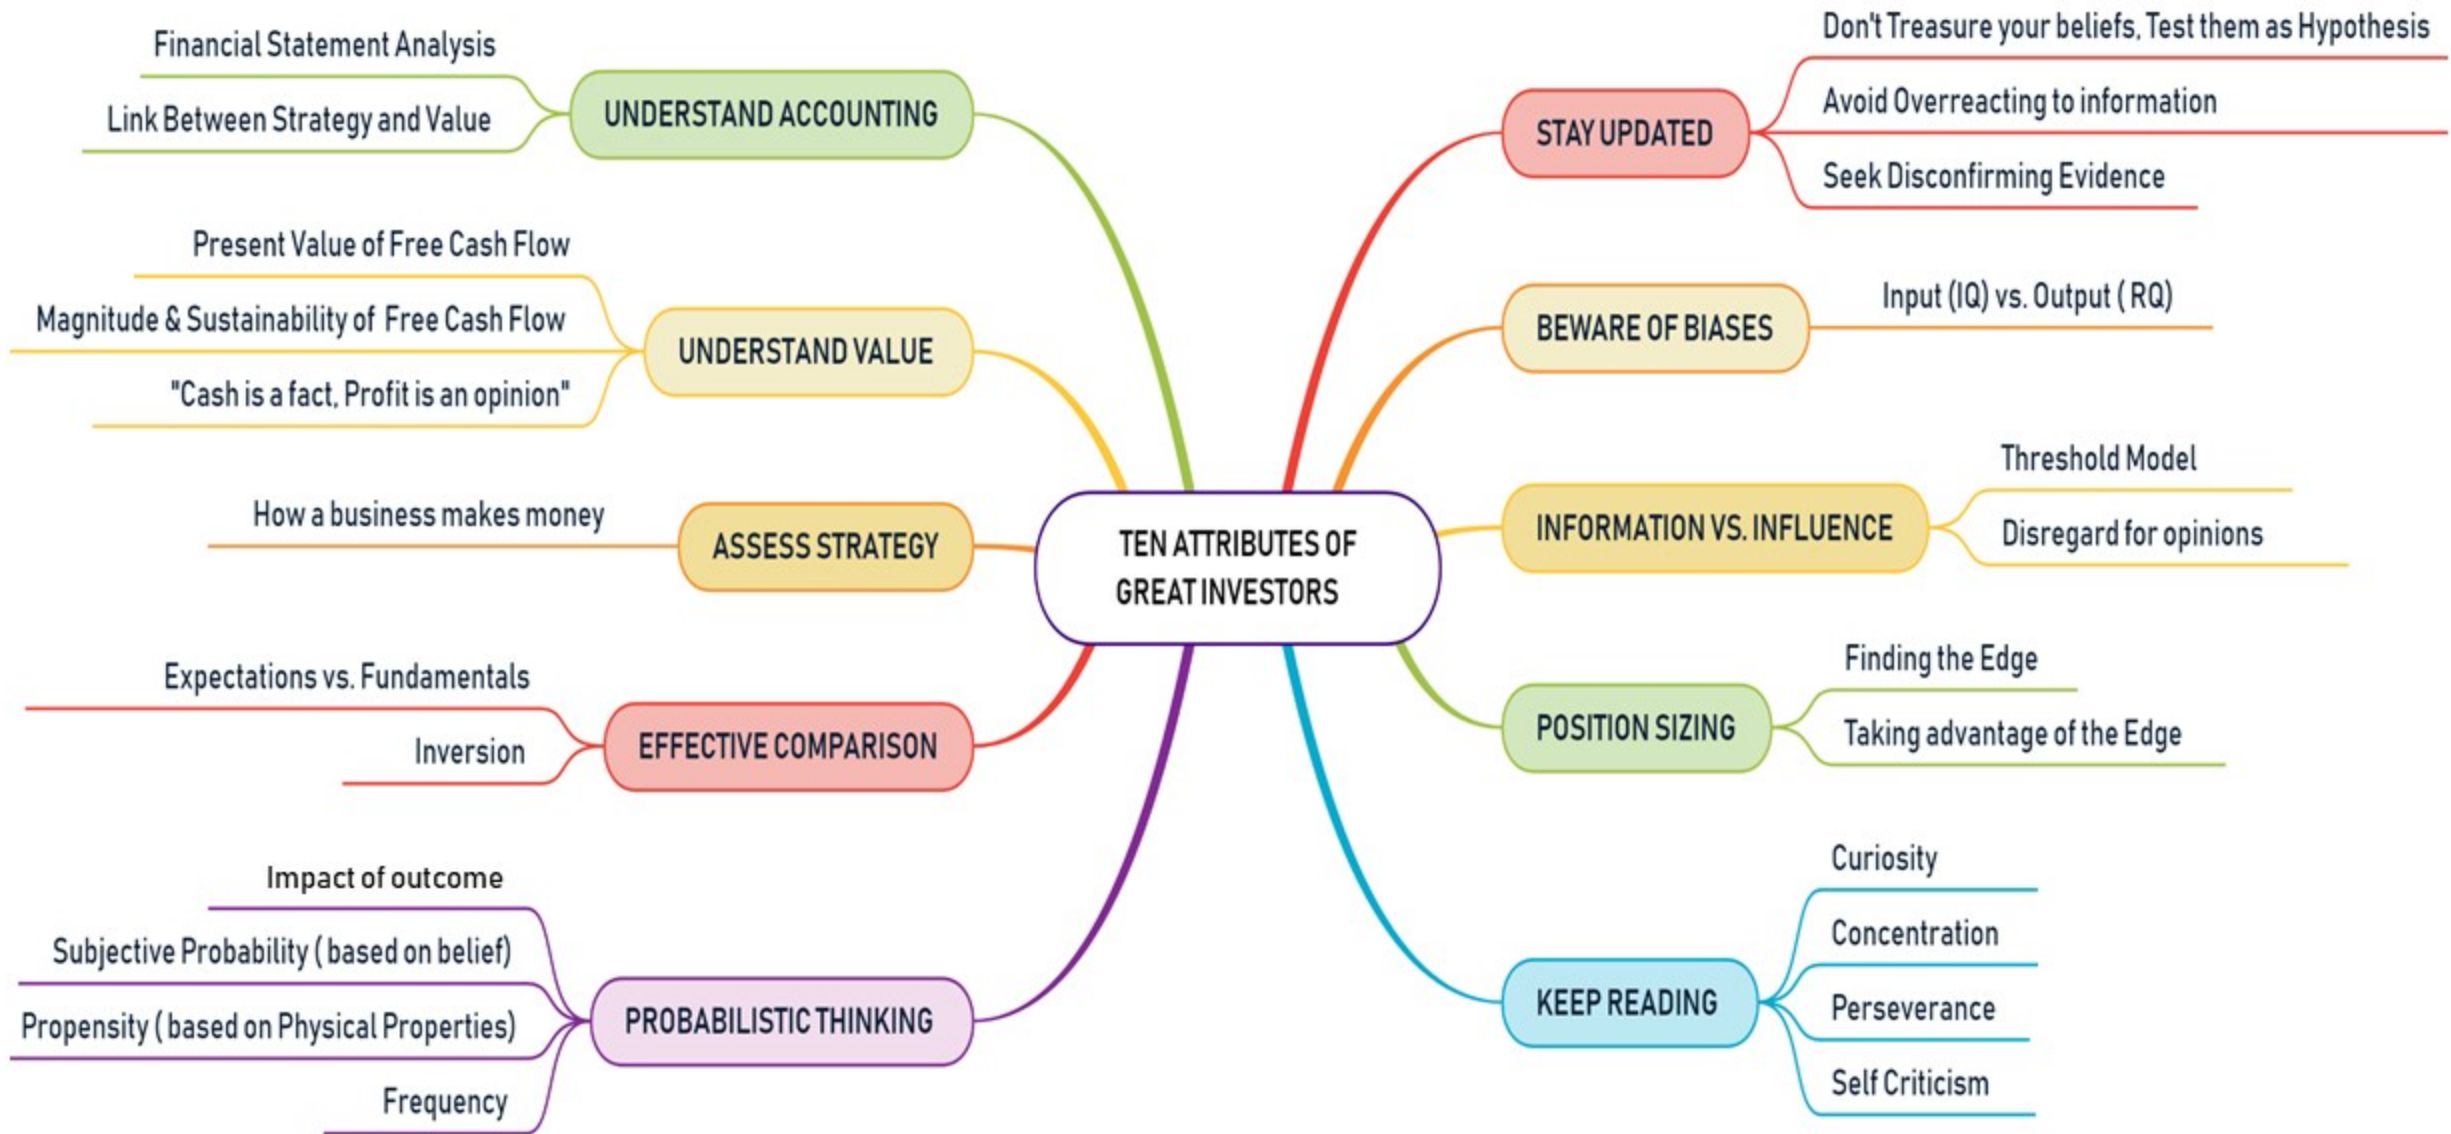 TEN ATTRIBUTES OF
GREAT INVESTORS
UNDERSTAND ACCOUNTING
Financial Statement Analysis
Link Between Strategy and Value
UNDERSTAND VALUE
Present Value of Free Cash Flow
Magnitude & Sustainability of Free Cash Flow
"Cash is a fact, Profit is an opinion"
ASSESS STRATEGY
How a business makes money
EFFECTIVE COMPARISON
Expectations vs. Fundamentals
Inversion
PROBABILISTIC THINKING
Impact of outcome
Subjective Probability ( based on belief)
Propensity ( based on Physical Properties)
Frequency
STAY UPDATED
Don't Treasure your beliefs, Test them as Hypothesis
Avoid Overreacting to information
Seek Disconfirming Evidence
BEWARE OF BIASES
Input (IQ) vs. Output ( RQ)
INFORMATION VS. INFLUENCE
Threshold Model
Disregard for opinions
POSITION SIZING
Finding the Edge
Taking advantage of the Edge
KEEP READING
Curiosity
Concentration
Perseverance
Self Criticism